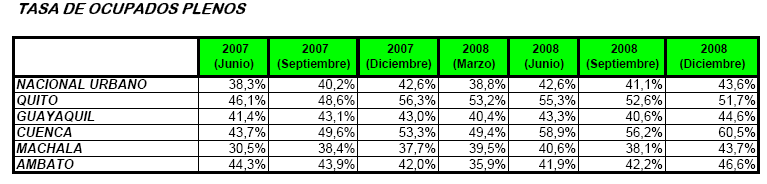 TASA DE OCUPADOS PLENOS
2007 (Junio) 2007 (Septiembre) 2007 (Diciembre) 2008 (Marzo) 2008 (Junio) 2008 (Septiembre) 2008 (Diciembre)
NACIONAL URBANO 38,3% 40,2% 42,6% 38,8% 42,6% 41,1% 43,6%
QUITO 46,1% 48,6% 56,3% 53,2% 55,3% 52,6% 51,7%
GUAYAQUIL 41,4% 43,1% 43,0% 40,4% 43,3% 40,6% 44,6%
CUENCA 43,7% 49,6% 53,3% 49,4% 58,9% 56,2% 60,5%
MACHALA 30,5% 38,4% 37,7% 39,5% 40,6% 38,1% 43,7%
AMBATO 44,3% 43,9% 42,0% 35,9% 41,9% 42,2% 46,6%